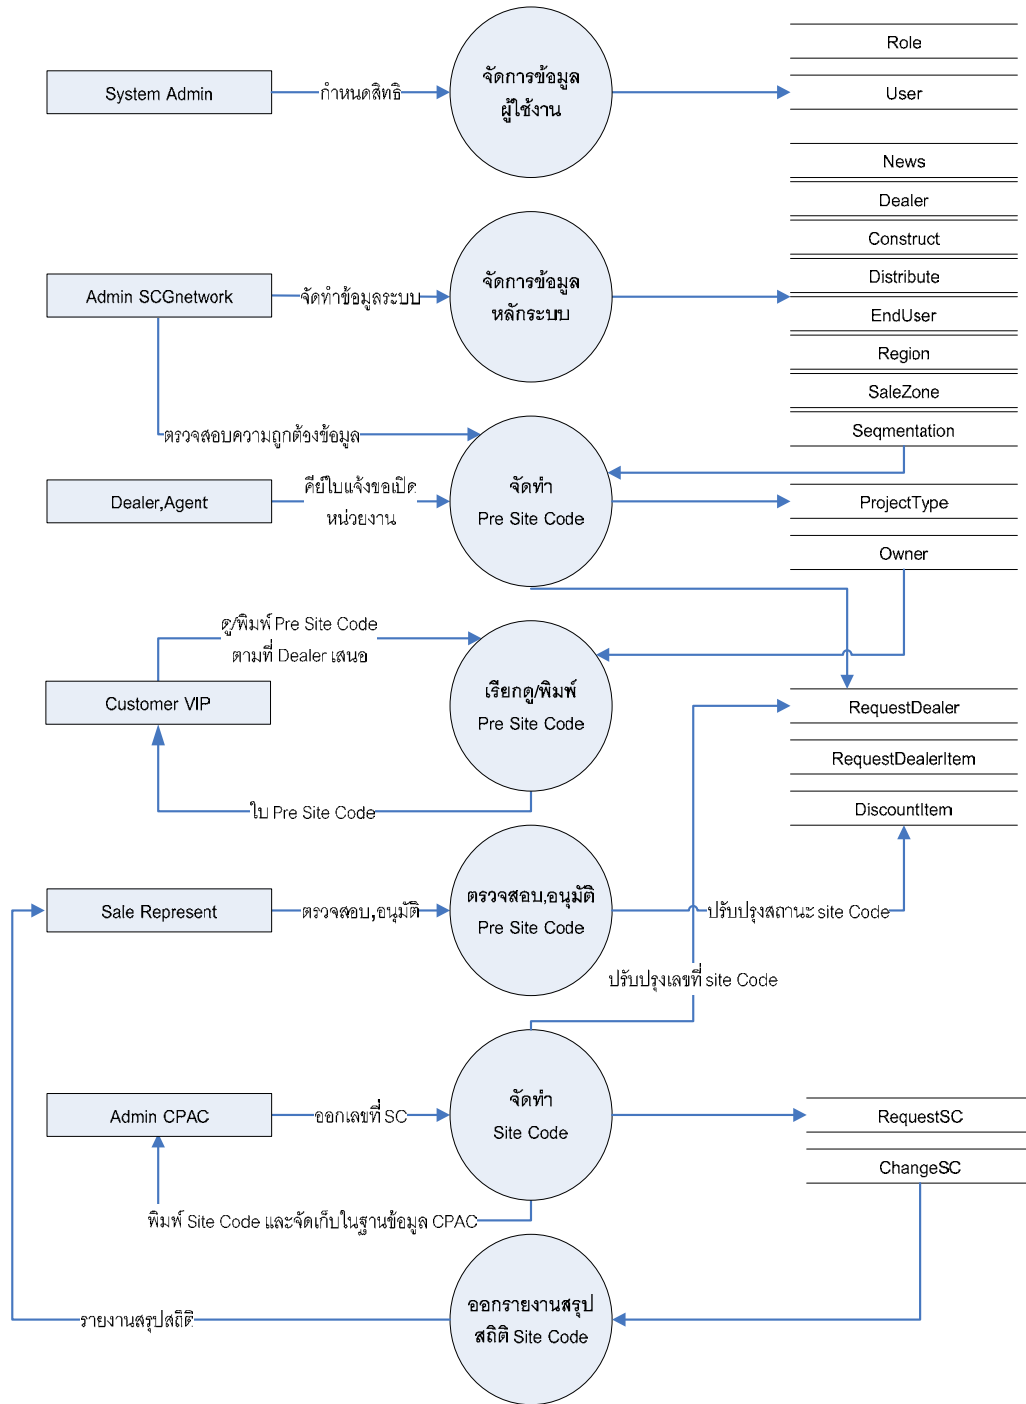 Role
จัดการข้อมูล
ผู้ใช้งาน
System Admin
กำหนดสิทธิ
User
News
Dealer
Construct
Admin SCGnetwork
จัดทำข้อมูลระบบ
จัดการข้อมูล
หลักระบบ
Distribute
EndUser
Region
SaleZone
ตรวจสอบความถูกต้องข้อมูล
Seqmentation
Dealer,Agent
คีย์ใบแจ้งขอเปิด
หน่วยงาน
จัดทำ
Pre Site Code
ProjectType
Owner
ดู/พิมพ์ Pre Site Code
ตามที่ Dealer เสนอ
Customer VIP
เรียกดู/พิมพ์
Pre Site Code
RequestDealer
RequestDealerItem
ใบ Pre Site Code
DiscountItem
Sale Represent
ตรวจสอบ,อนุมัติ
ตรวจสอบ,อนุมัติ
Pre Site Code
ปรับปรุงสถานะ site Code
ปรับปรุงเลขที่ site Code
Admin CPAC
ออกเลขที่ SC
จัดทำ
Site Code
RequestSC
ChangeSC
พิมพ์ Site Code และจัดเก็บในฐานข้อมูล CPAC
รายงานสรุปสถิติ
ออกรายงานสรุป
สถิติ Site Code